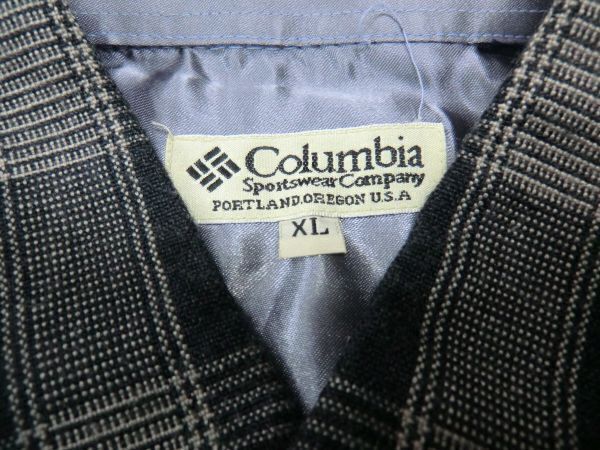 Columbia
Sportswear Company
PORTLAND, OREGON U.S.A
XL